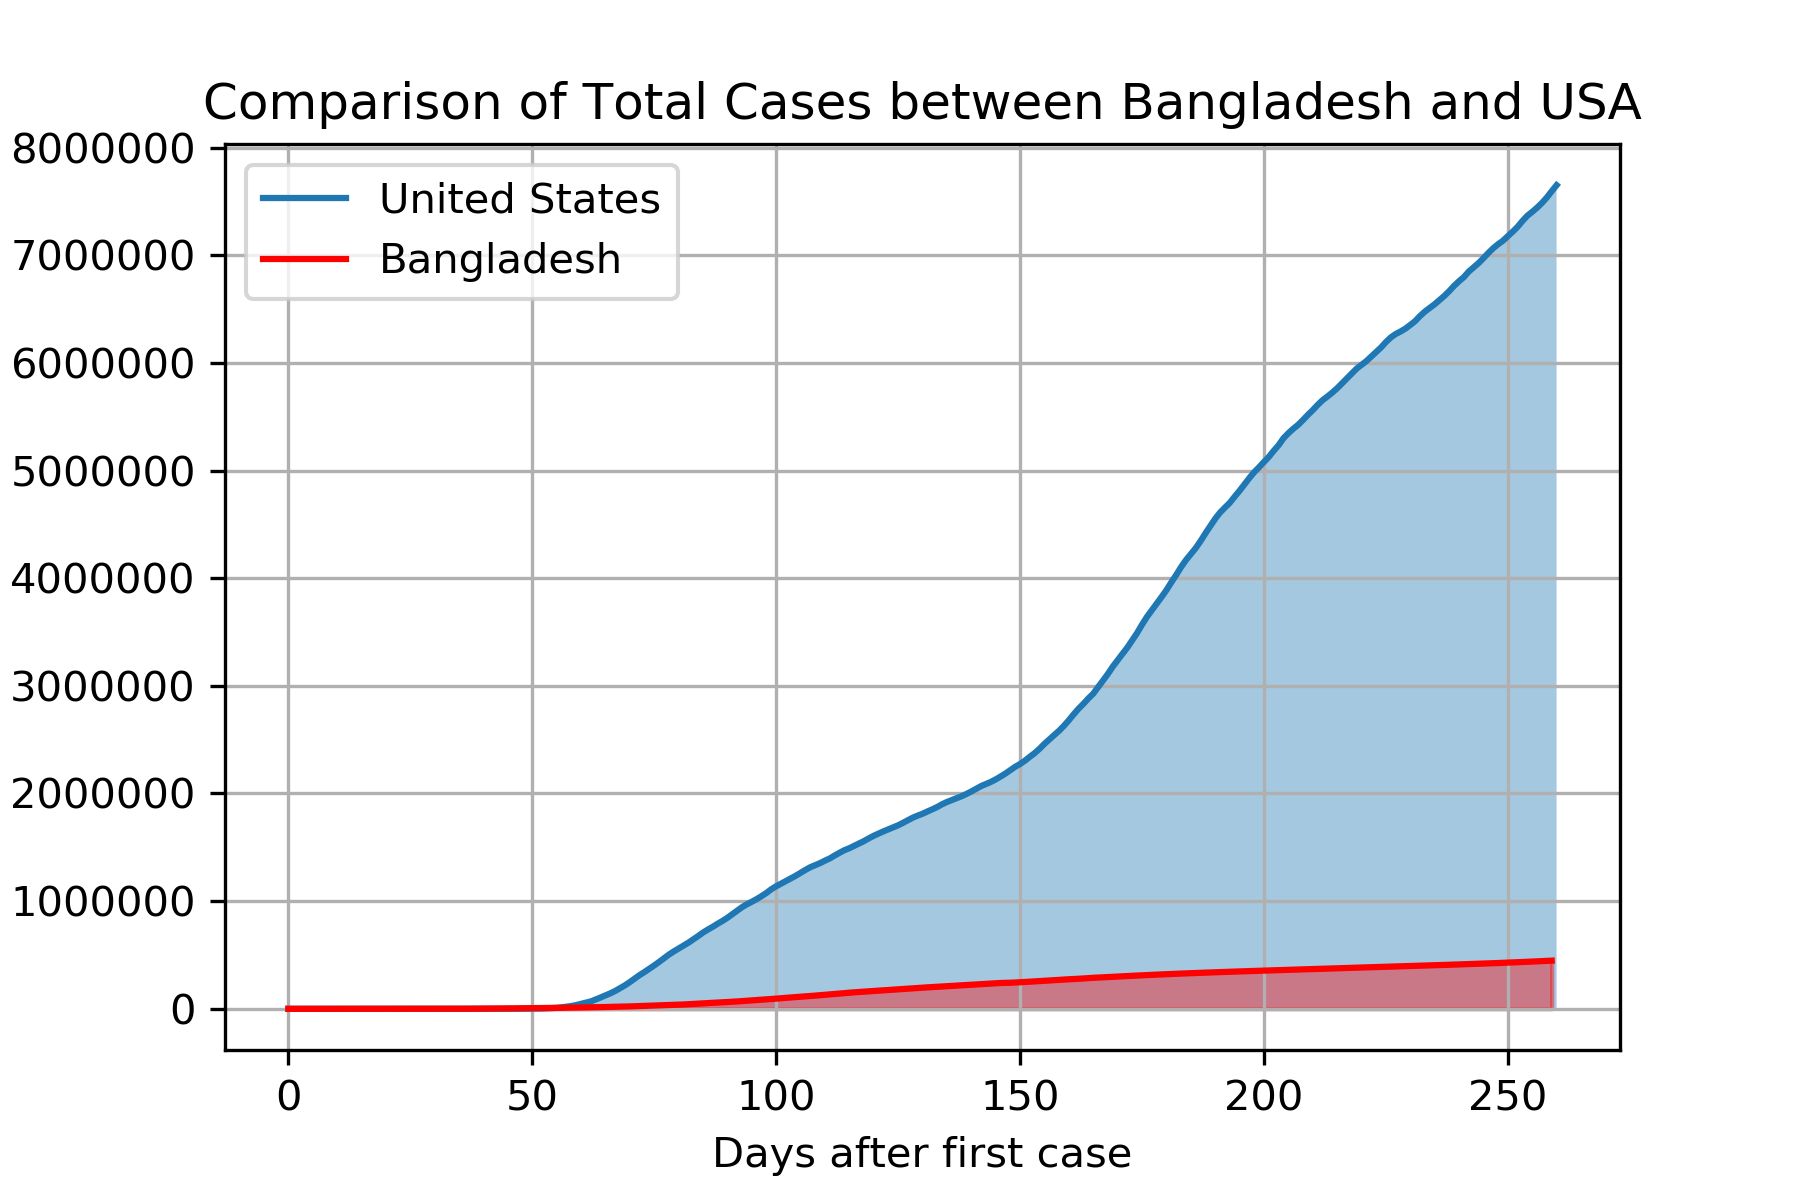 Comparison of Total Cases between Bangladesh and USA
8000000
7000000
6000000
5000000
4000000
3000000
2000000
1000000
0
United States
Bangladesh
0 50 100 150 200 250
Days after first case